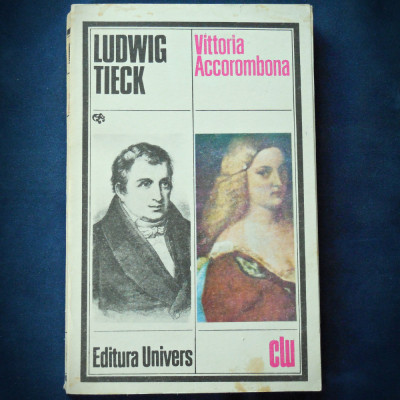 LUDWIG
TIECK
Vittoria
Accorombona
Editura Univers
clu